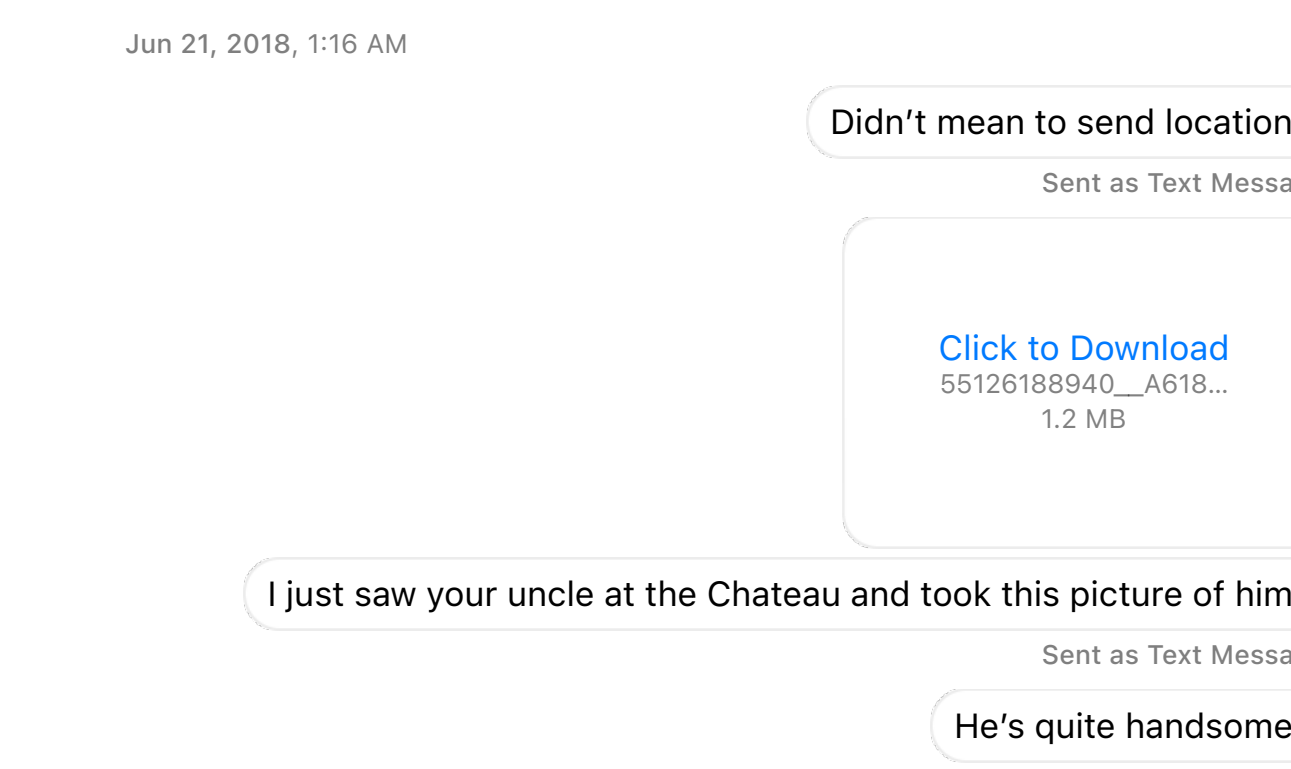 Jun 21, 2018, 1:16 AM
Didn’t mean to send location
Sent as Text Messa
Click to Download
55126188940__A618...
1.2 MB
I just saw your uncle at the Chateau and took this picture of him
Sent as Text Messa
He’s quite handsome